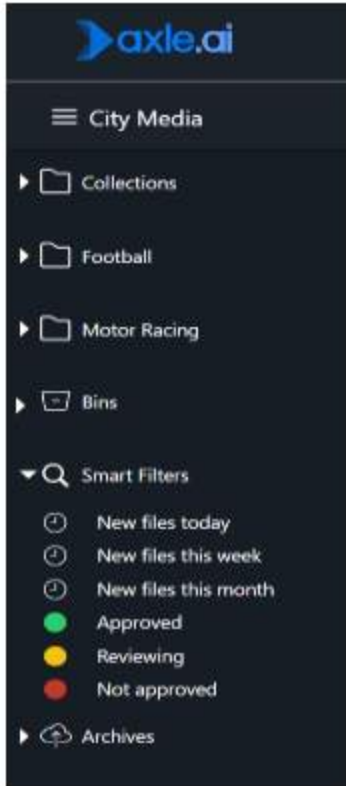 axle.ai
City Media
Collections
Football
Motor Racing
Bins
Smart Filters
New files today
New files this week
New files this month
Approved
Reviewing
Not approved
Archives